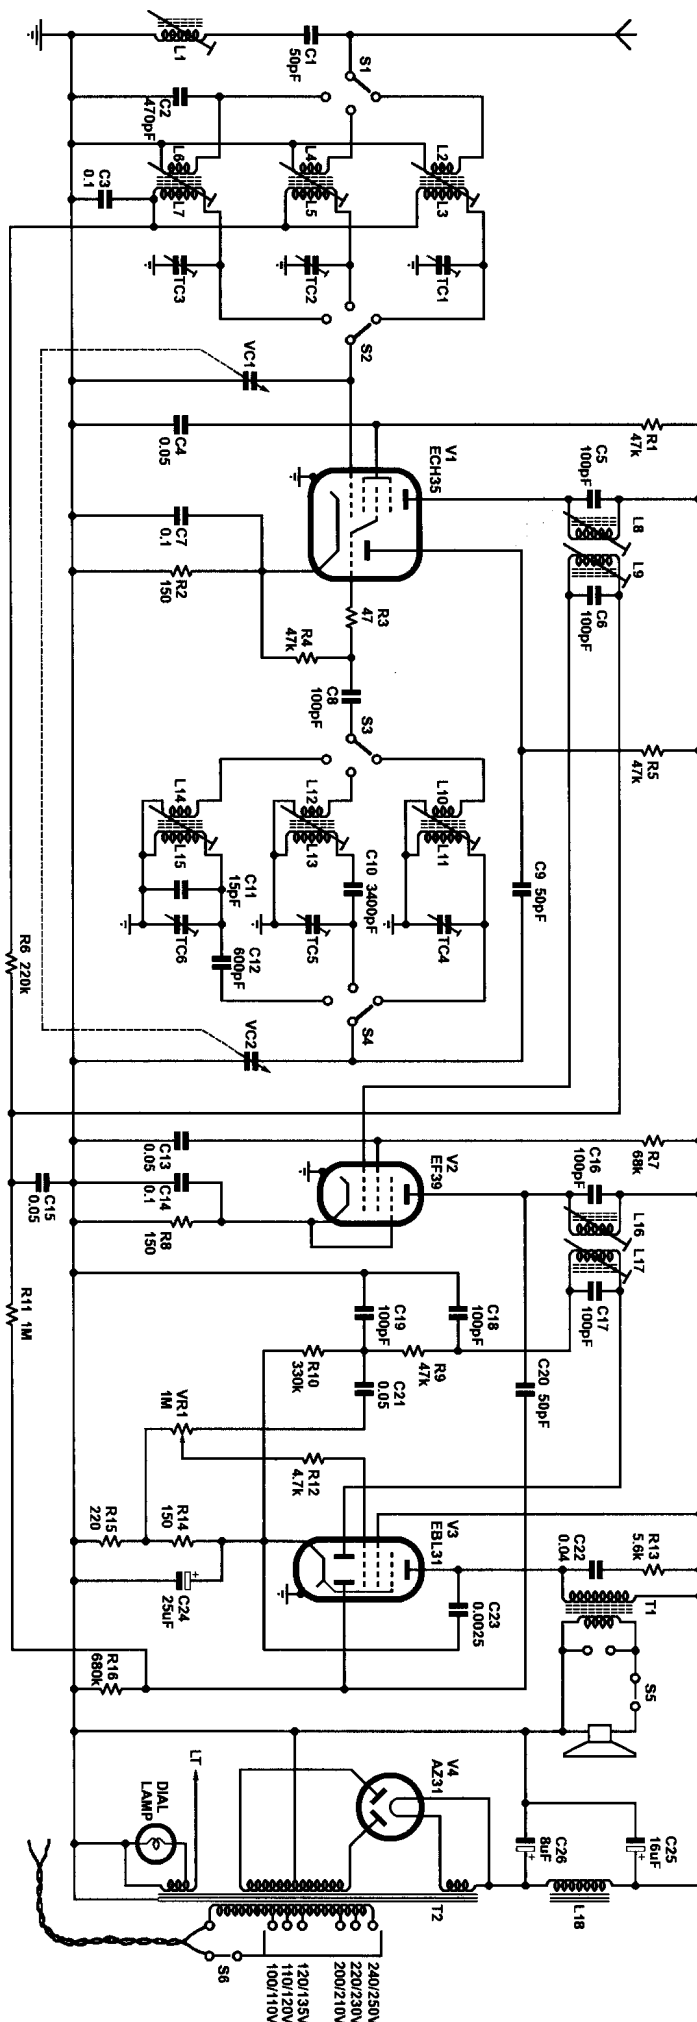 L1
C1
50pF
S1
C2
470pF
L2
L3
L4
L5
L6
L7
C3
0.1
TC1
TC2
TC3
S2
VC1
C4
0.05
R1
47k
V1
ECH35
C5
100pF
L8
L9
C6
100pF
C7
0.1
R2
150
R3
47
R4
47k
C8
100pF
S3
R5
47k
L10
L11
L12
L13
L14
L15
C10 3400pF
C9 50pF
C11
15pF
TC4
TC5
TC6
C12
600pF
R6 220k
VC2
S4
C13
0.05
C14
0.1
C15
0.05
R7
68k
V2
EF39
C16
100pF
L16
L17
C17
100pF
R8
150
R11 1M
C18
100pF
C19
100pF
R9
47k
R10
330k
C20 50pF
C21
0.05
VR1
1M
R12
4.7k
V3
EBL31
R13
5.6k
C22
0.04
T1
R14
150
R15
220
C24
25uF
+
C23
0.0025
R16
680k
S5
LT
V4
AZ31
DIAL
LAMP
C25
16uF
+
C26
8uF
+
L18
T2
S6
240/250V
220/230V
200/210V
120/135V
110/120V
100/110V